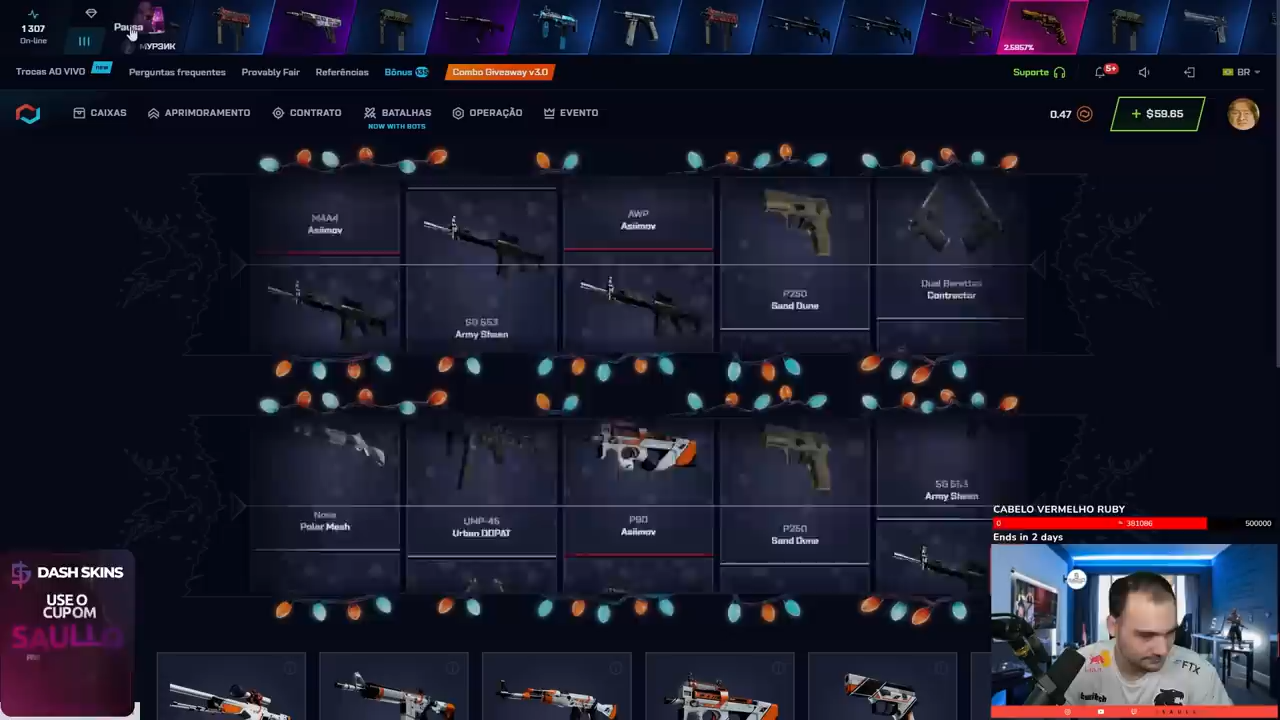 1 307
On-line
Pausa
МУРЗИК
2.5857%
Trocas AO VIVO
new
Perguntas frequentes
Provably Fair
Referências
Bônus
Combo Giveaway v3.0
Suporte
5+
BR
CAIXAS
APRIMORAMENTO
CONTRATO
BATALHAS
NOW WITH BOTS
OPERAÇÃO
EVENTO
0.47
+ $59.65
M4A4
Asiimov
SG 553
Army Sheen
AWP
Asiimov
P250
Sand Dune
Dual Berettas
Contractor
Nova
Polar Mesh
UMP-45
Urban DDPAT
P90
Asiimov
P250
Sand Dune
SG 553
Army Sheen
CABELO VERMELHO RUBY
0
381086
500000
Ends in 2 days
DASH SKINS
USE O
CUPOM
SAULLO
FTX